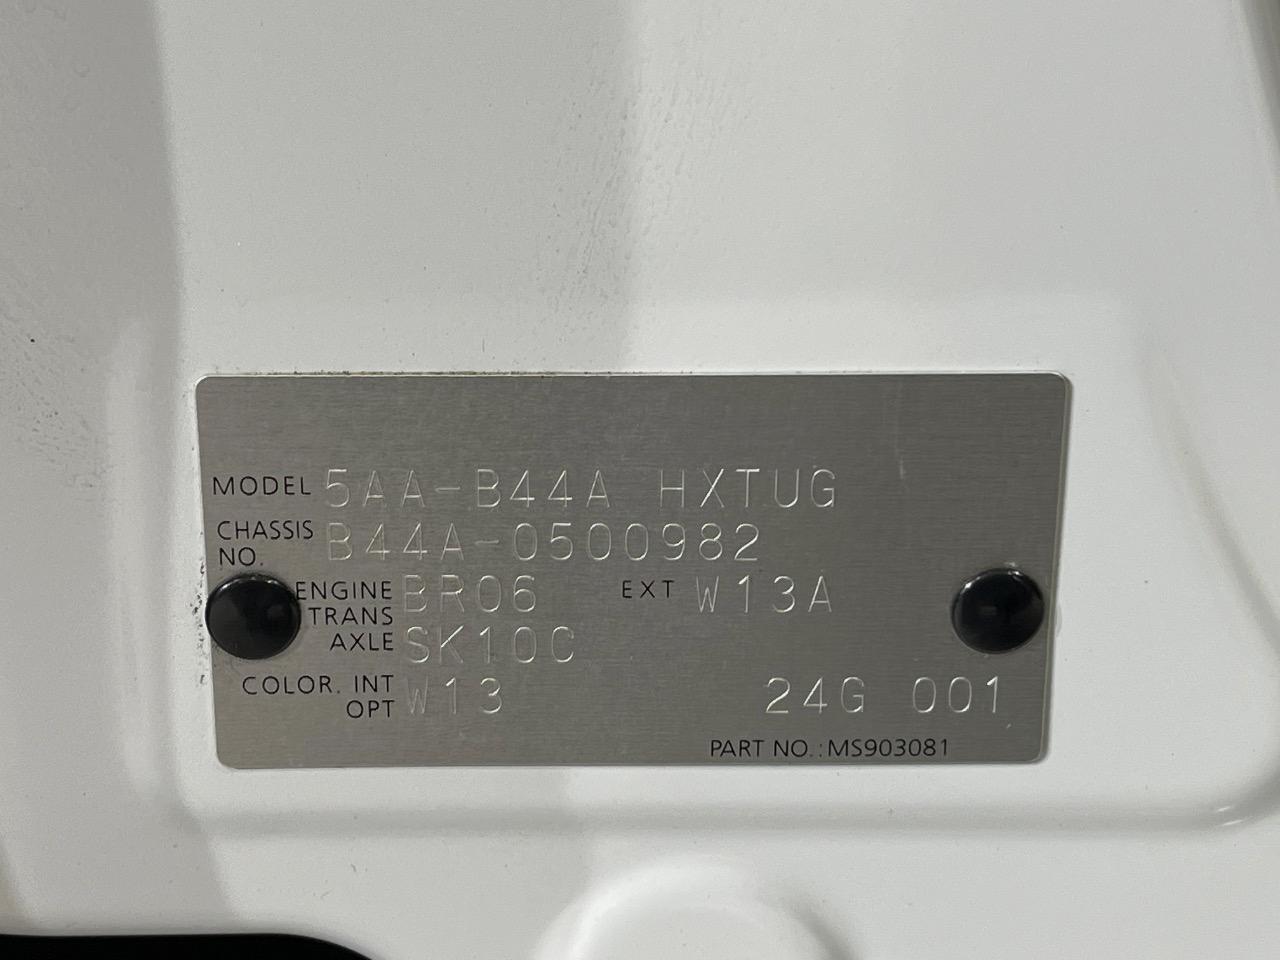 MODEL 5AA-B44A HXTUG
CHASSIS NO. B44A-0500982
ENGINE BR06 EXT W13A
TRANS AXLE SK10C
COLOR. INT OPT W13 24G 001
PART NO.:MS903081